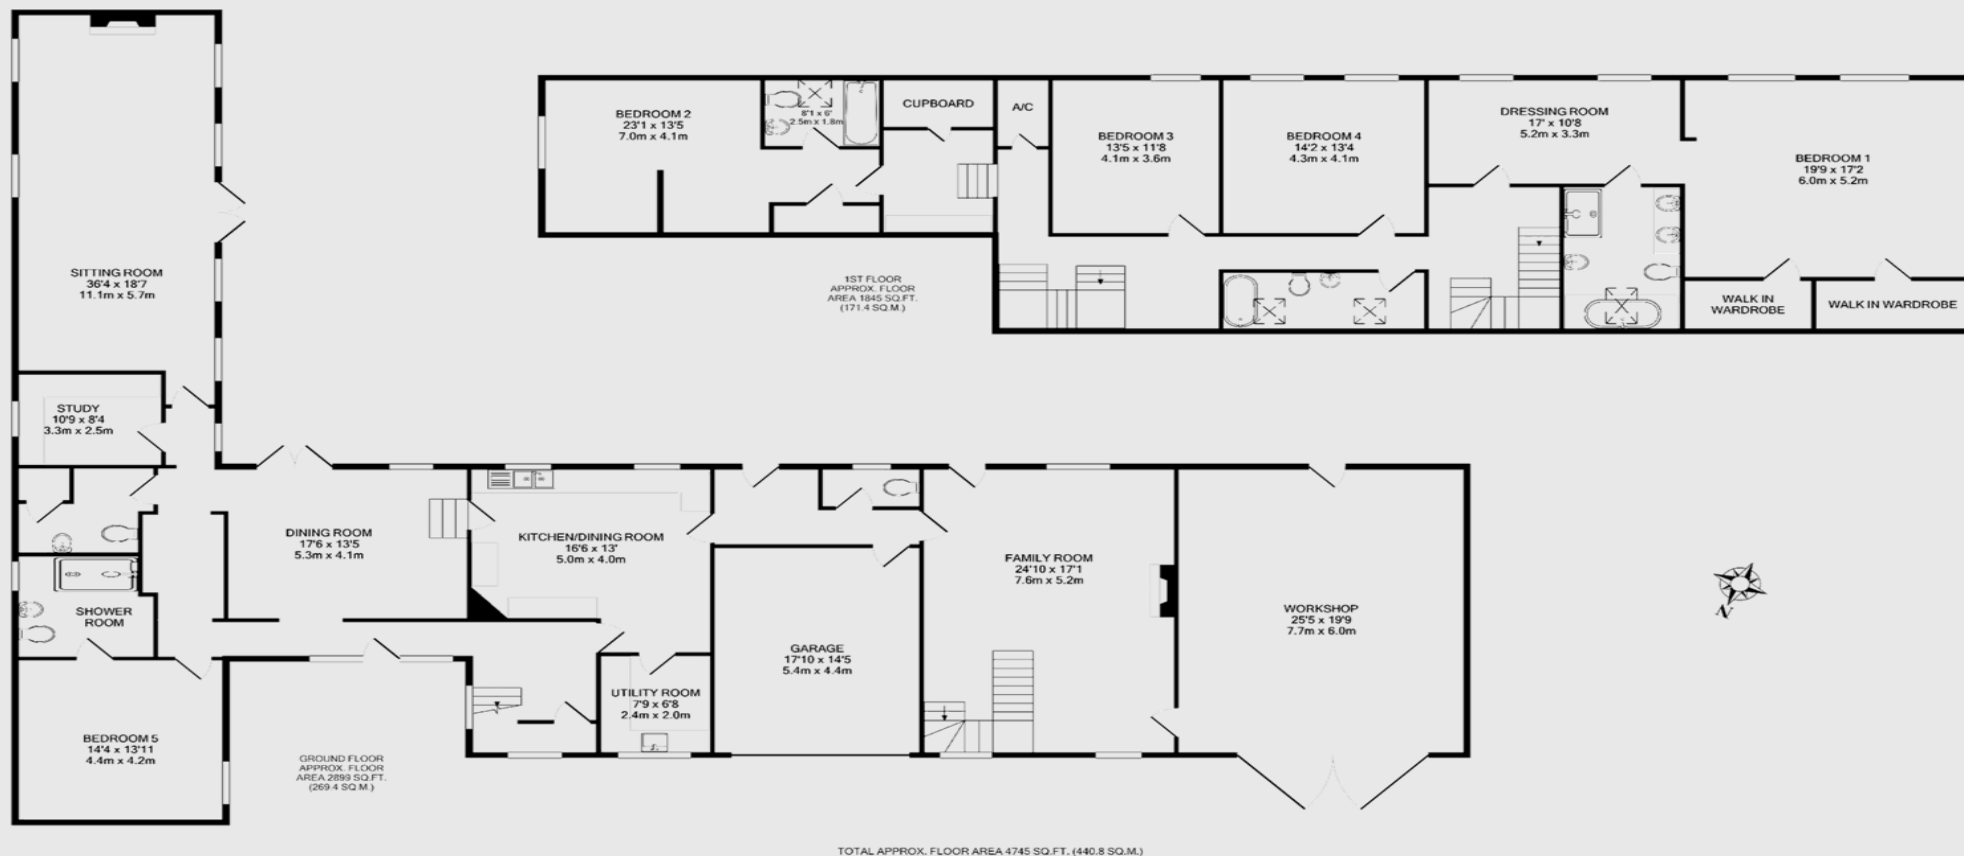 BEDROOM 2
23'1 x 13'5
7.0m x 4.1m
8'1 x 6'
2.5m x 1.8m
CUPBOARD
A/C
BEDROOM 3
13'5 x 11'8
4.1m x 3.6m
BEDROOM 4
14'2 x 13'4
4.3m x 4.1m
DRESSING ROOM
17' x 10'8
5.2m x 3.3m
BEDROOM 1
19'9 x 17'2
6.0m x 5.2m
WALK IN
WARDROBE
WALK IN WARDROBE
1ST FLOOR
APPROX. FLOOR
AREA 1845 SQ.FT.
(171.4 SQ.M.)
SITTING ROOM
36'4 x 18'7
11.1m x 5.7m
STUDY
10'9 x 8'4
3.3m x 2.5m
DINING ROOM
17'6 x 13'5
5.3m x 4.1m
KITCHEN/DINING ROOM
16'6 x 13'
5.0m x 4.0m
FAMILY ROOM
24'10 x 17'1
7.6m x 5.2m
WORKSHOP
25'5 x 19'9
7.7m x 6.0m
SHOWER
ROOM
GARAGE
17'10 x 14'5
5.4m x 4.4m
UTILITY ROOM
7'9 x 6'8
2.4m x 2.0m
BEDROOM 5
14'4 x 13'11
4.4m x 4.2m
GROUND FLOOR
APPROX. FLOOR
AREA 2899 SQ.FT.
(269.4 SQ.M.)
N
TOTAL APPROX. FLOOR AREA 4745 SQ.FT. (440.8 SQ.M.)